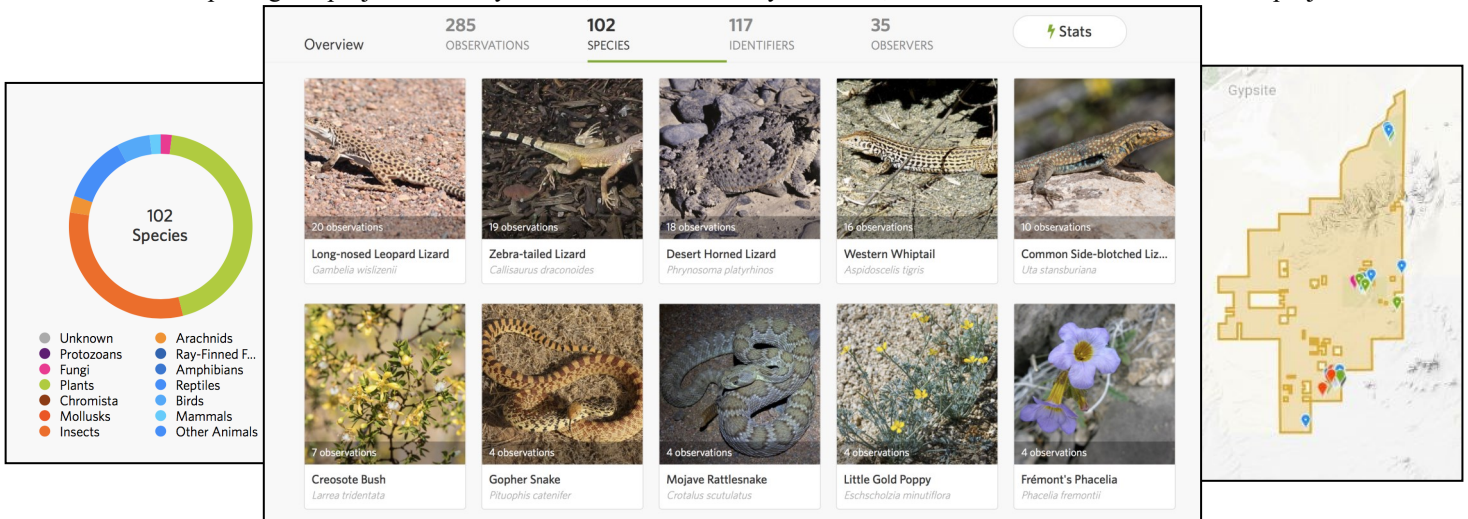 102
Species
Unknown
Protozoans
Fungi
Plants
Chromista
Mollusks
Insects
Arachnids
Ray-Finned F...
Amphibians
Reptiles
Birds
Mammals
Other Animals
Overview
285
OBSERVATIONS
102
SPECIES
117
IDENTIFIERS
35
OBSERVERS
Stats
20 observations
Long-nosed Leopard Lizard
Gambelia wislizenii
19 observations
Zebra-tailed Lizard
Callisaurus draconoides
18 observations
Desert Horned Lizard
Phrynosoma platyrhinos
16 observations
Western Whiptail
Aspidoscelis tigris
10 observations
Common Side-blotched Liz...
Uta stansburiana
7 observations
Creosote Bush
Larrea tridentata
4 observations
Gopher Snake
Pituophis catenifer
4 observations
Mojave Rattlesnake
Crotalus scutulatus
4 observations
Little Gold Poppy
Eschscholzia minutiflora
4 observations
Frémont's Phacelia
Phacelia fremontii
Gypsite